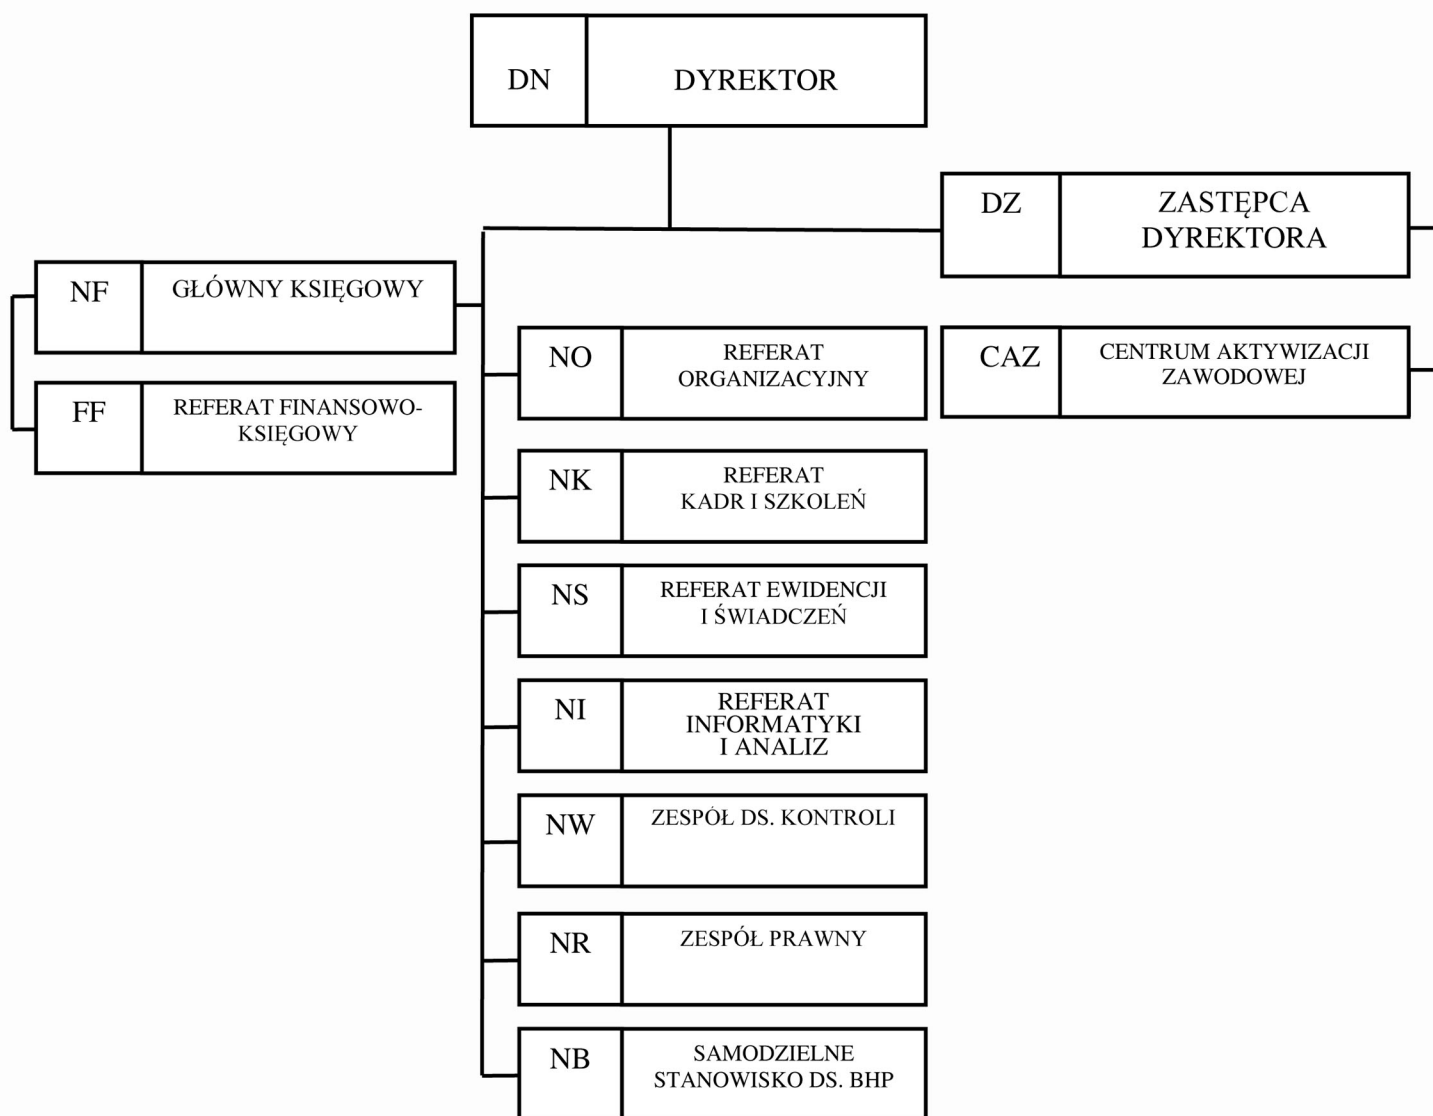 DN
DYREKTOR
DZ
ZASTĘPCA
DYREKTORA
NF
GŁÓWNY KSIĘGOWY
FF
REFERAT FINANSOWO-
KSIĘGOWY
NO
REFERAT
ORGANIZACYJNY
CAZ
CENTRUM AKTYWIZACJI
ZAWODOWEJ
NK
REFERAT
KADR I SZKOLEŃ
NS
REFERAT EWIDENCJI
I ŚWIADCZEŃ
NI
REFERAT
INFORMATYKI
I ANALIZ
NW
ZESPÓŁ DS. KONTROLI
NR
ZESPÓŁ PRAWNY
NB
SAMODZIELNE
STANOWISKO DS. BHP